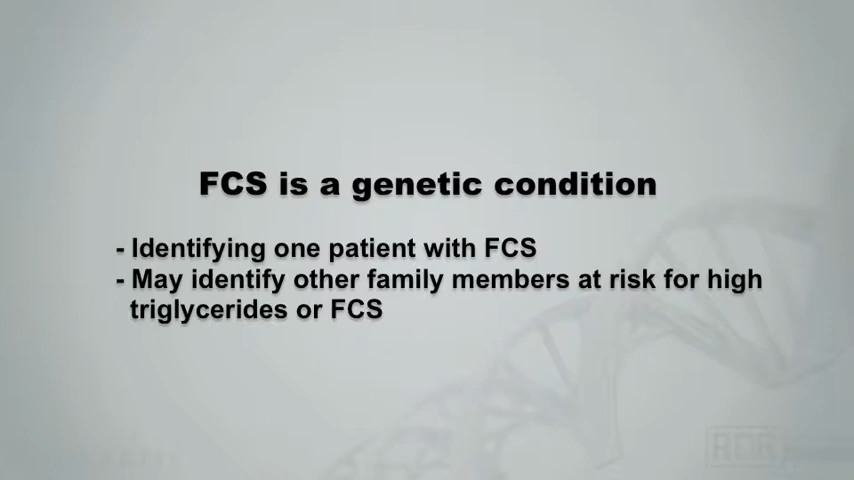 FCS is a genetic condition
- Identifying one patient with FCS
- May identify other family members at risk for high
triglycerides or FCS